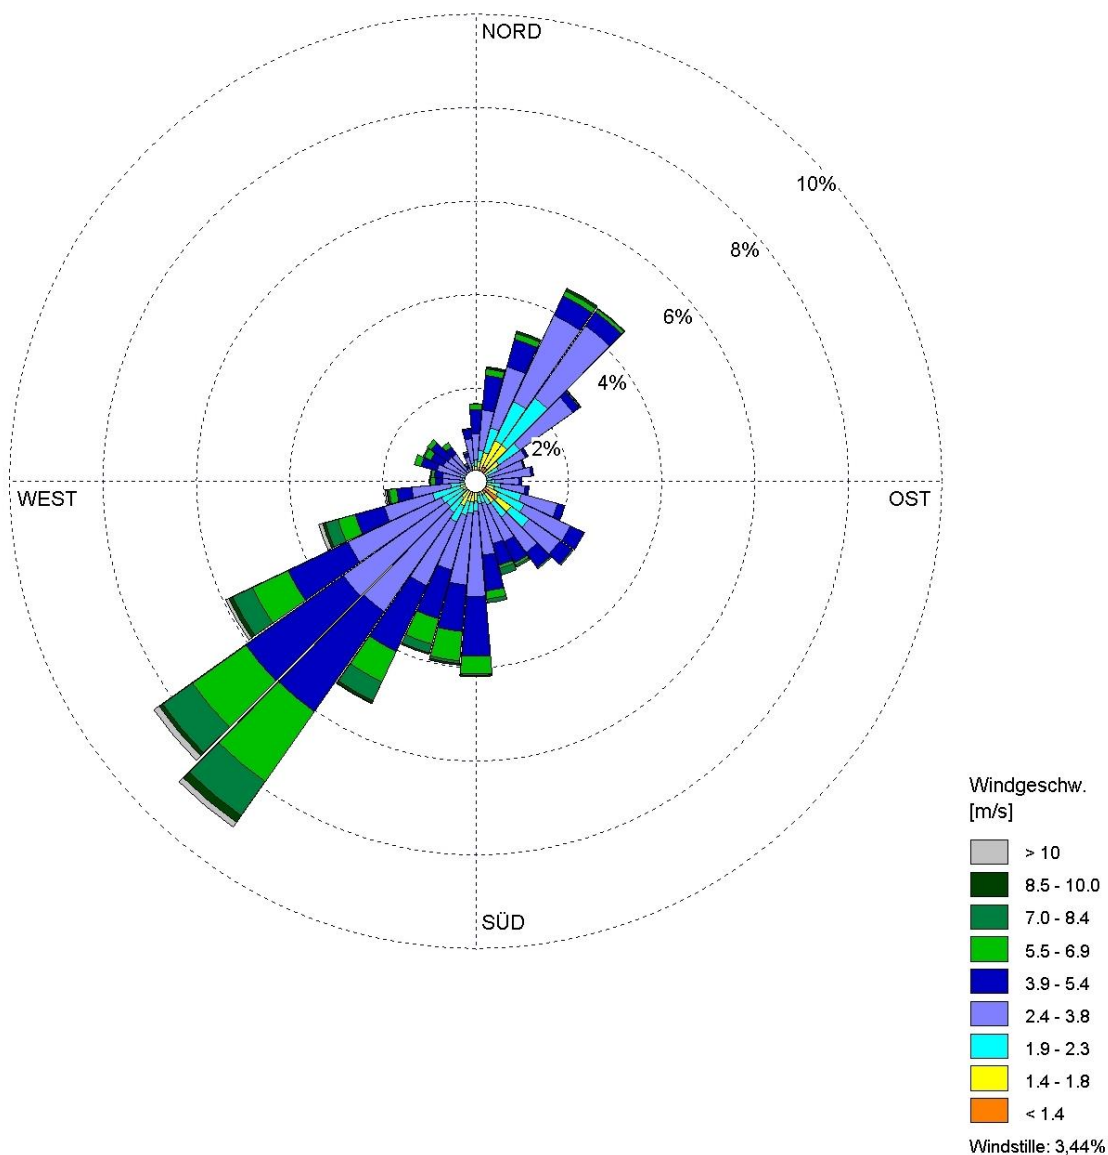 NORD
10%
8%
6%
4%
2%
WEST
OST
SÜD
Windgeschw.
[m/s]
> 10
8.5 - 10.0
7.0 - 8.4
5.5 - 6.9
3.9 - 5.4
2.4 - 3.8
1.9 - 2.3
1.4 - 1.8
< 1.4
Windstille: 3,44%